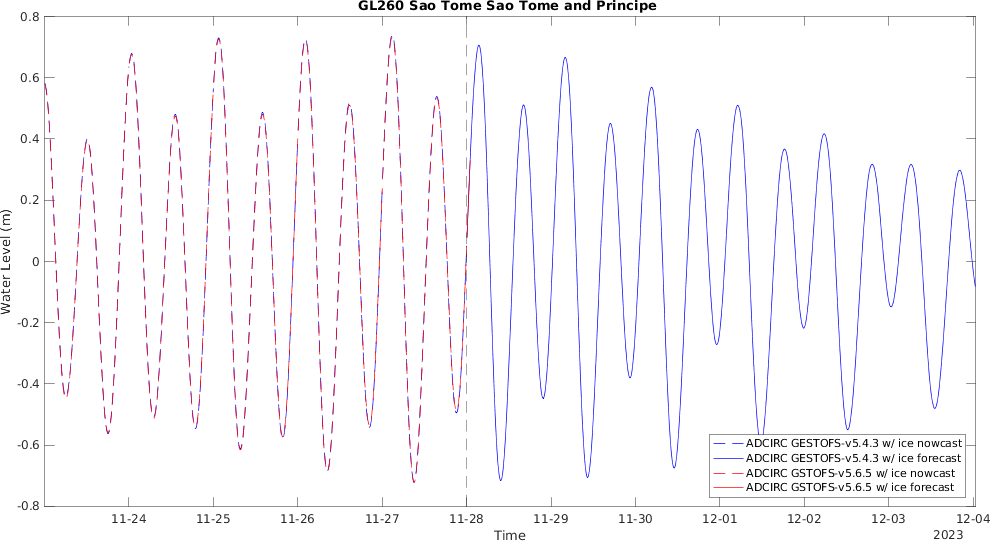 GL260 Sao Tome Sao Tome and Principe
0.8
0.6
0.4
0.2
0
-0.2
-0.4
-0.6
-0.8
Water Level (m)
11-24 11-25 11-26 11-27 11-28 11-29 11-30 12-01 12-02 12-03 12-04
Time
2023
ADCIRC GESTOFS-v5.4.3 w/ ice nowcast
ADCIRC GESTOFS-v5.4.3 w/ ice forecast
ADCIRC GSTOFS-v5.6.5 w/ ice nowcast
ADCIRC GSTOFS-v5.6.5 w/ ice forecast